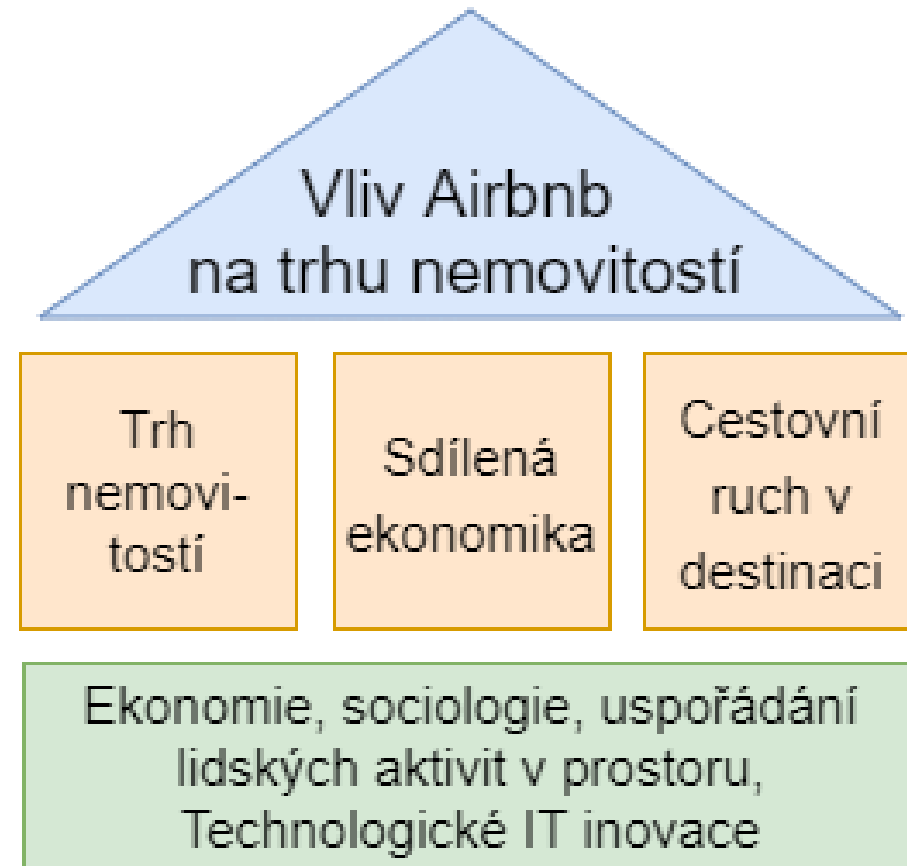 Vliv Airbnb
na trhu nemovitostí
Trh
nemovi-
tostí
Sdílená
ekonomika
Cestovní
ruch v
destinaci
Ekonomie, sociologie, uspořádání
lidských aktivit v prostoru,
Technologické IT inovace